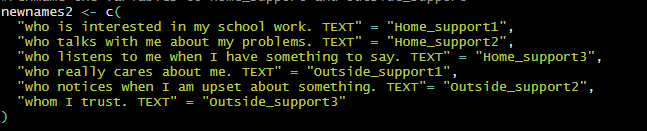 newnames2 <- c(
"who is interested in my school work. TEXT" = "Home_support1",
"who talks with me about my problems. TEXT" = "Home_support2",
"who listens to me when I have something to say. TEXT" = "Home_support3",
"who really cares about me. TEXT" = "Outside_support1",
"who notices when I am upset about something. TEXT"= "Outside_support2",
"whom I trust. TEXT" = "Outside_support3"
)